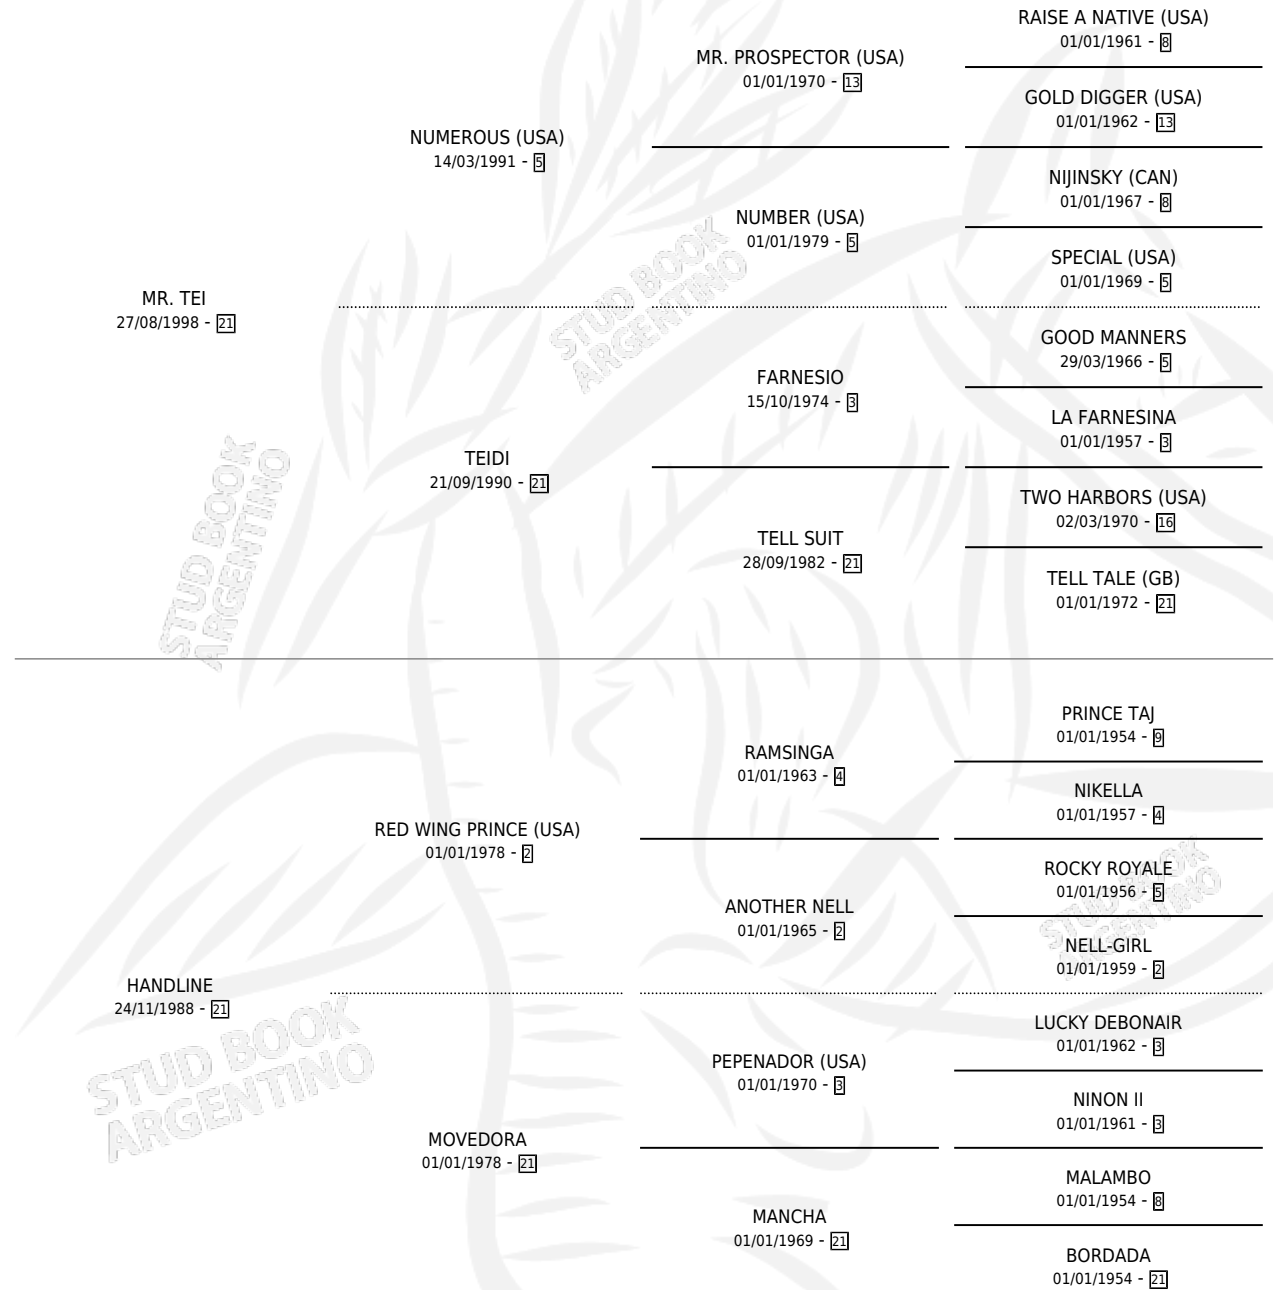 RAISE A NATIVE (USA)
01/01/1961 - 8
MR. PROSPECTOR (USA)
01/01/1970 - 13
GOLD DIGGER (USA)
01/01/1962 - 13
NUMEROUS (USA)
14/03/1991 - 5
NIJINSKY (CAN)
01/01/1967 - 8
NUMBER (USA)
01/01/1979 - 5
SPECIAL (USA)
01/01/1969 - 5
MR. TEI
27/08/1998 - 21
GOOD MANNERS
29/03/1966 - 5
FARNESIO
15/10/1974 - 3
LA FARNESINA
01/01/1957 - 3
TEIDI
21/09/1990 - 21
TWO HARBORS (USA)
02/03/1970 - 16
TELL SUIT
28/09/1982 - 21
TELL TALE (GB)
01/01/1972 - 21
PRINCE TAJ
01/01/1954 - 9
RAMSINGA
01/01/1963 - 4
NIKELLA
01/01/1957 - 4
RED WING PRINCE (USA)
01/01/1978 - 2
ROCKY ROYALE
01/01/1956 - 5
ANOTHER NELL
01/01/1965 - 2
NELL-GIRL
01/01/1959 - 2
HANDLINE
24/11/1988 - 21
LUCKY DEBONAIR
01/01/1962 - 3
PEPENADOR (USA)
01/01/1970 - 3
NINON II
01/01/1961 - 3
MOVEDORA
01/01/1978 - 21
MALAMBO
01/01/1954 - 8
MANCHA
01/01/1969 - 21
BORDADA
01/01/1954 - 21
STUD BOOK
ARGENTINO
STUD BOOK
ARGENTINO
STUD BOOK
ARGENTINO
STUD BOOK
ARGENTINO